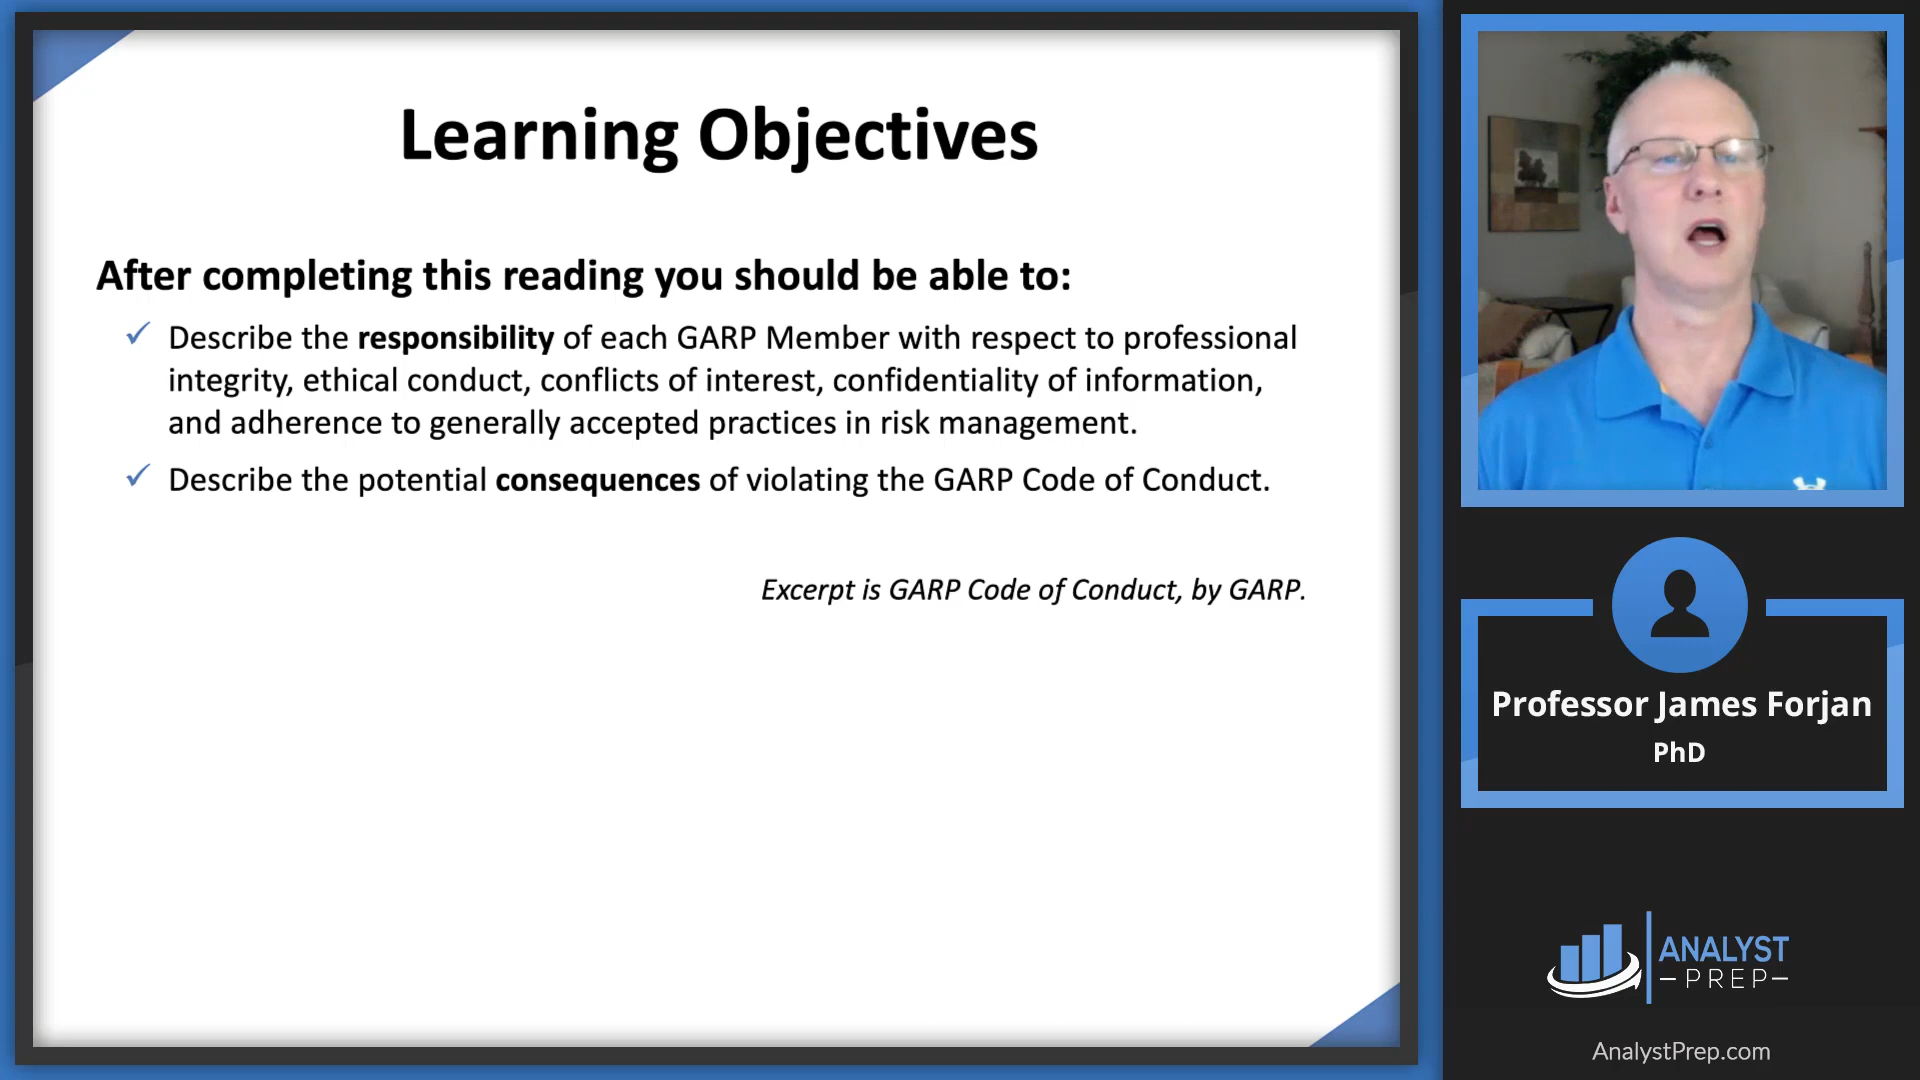 Learning Objectives
After completing this reading you should be able to:
✓ Describe the responsibility of each GARP Member with respect to professional
integrity, ethical conduct, conflicts of interest, confidentiality of information,
and adherence to generally accepted practices in risk management.
✓ Describe the potential consequences of violating the GARP Code of Conduct.
Excerpt is GARP Code of Conduct, by GARP.
Professor James Forjan
PhD
ANALYST
PREP
AnalystPrep.com